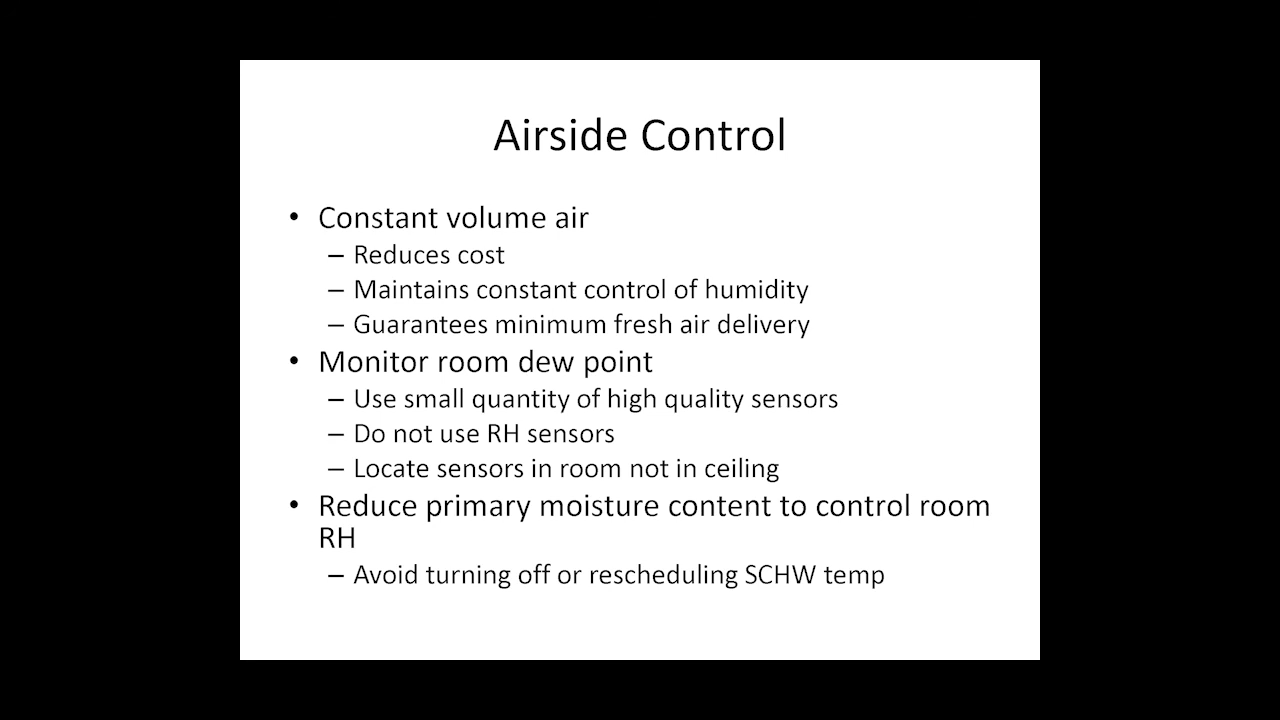 Airside Control
• Constant volume air
– Reduces cost
– Maintains constant control of humidity
– Guarantees minimum fresh air delivery
• Monitor room dew point
– Use small quantity of high quality sensors
– Do not use RH sensors
– Locate sensors in room not in ceiling
• Reduce primary moisture content to control room
RH
– Avoid turning off or rescheduling SCHW temp